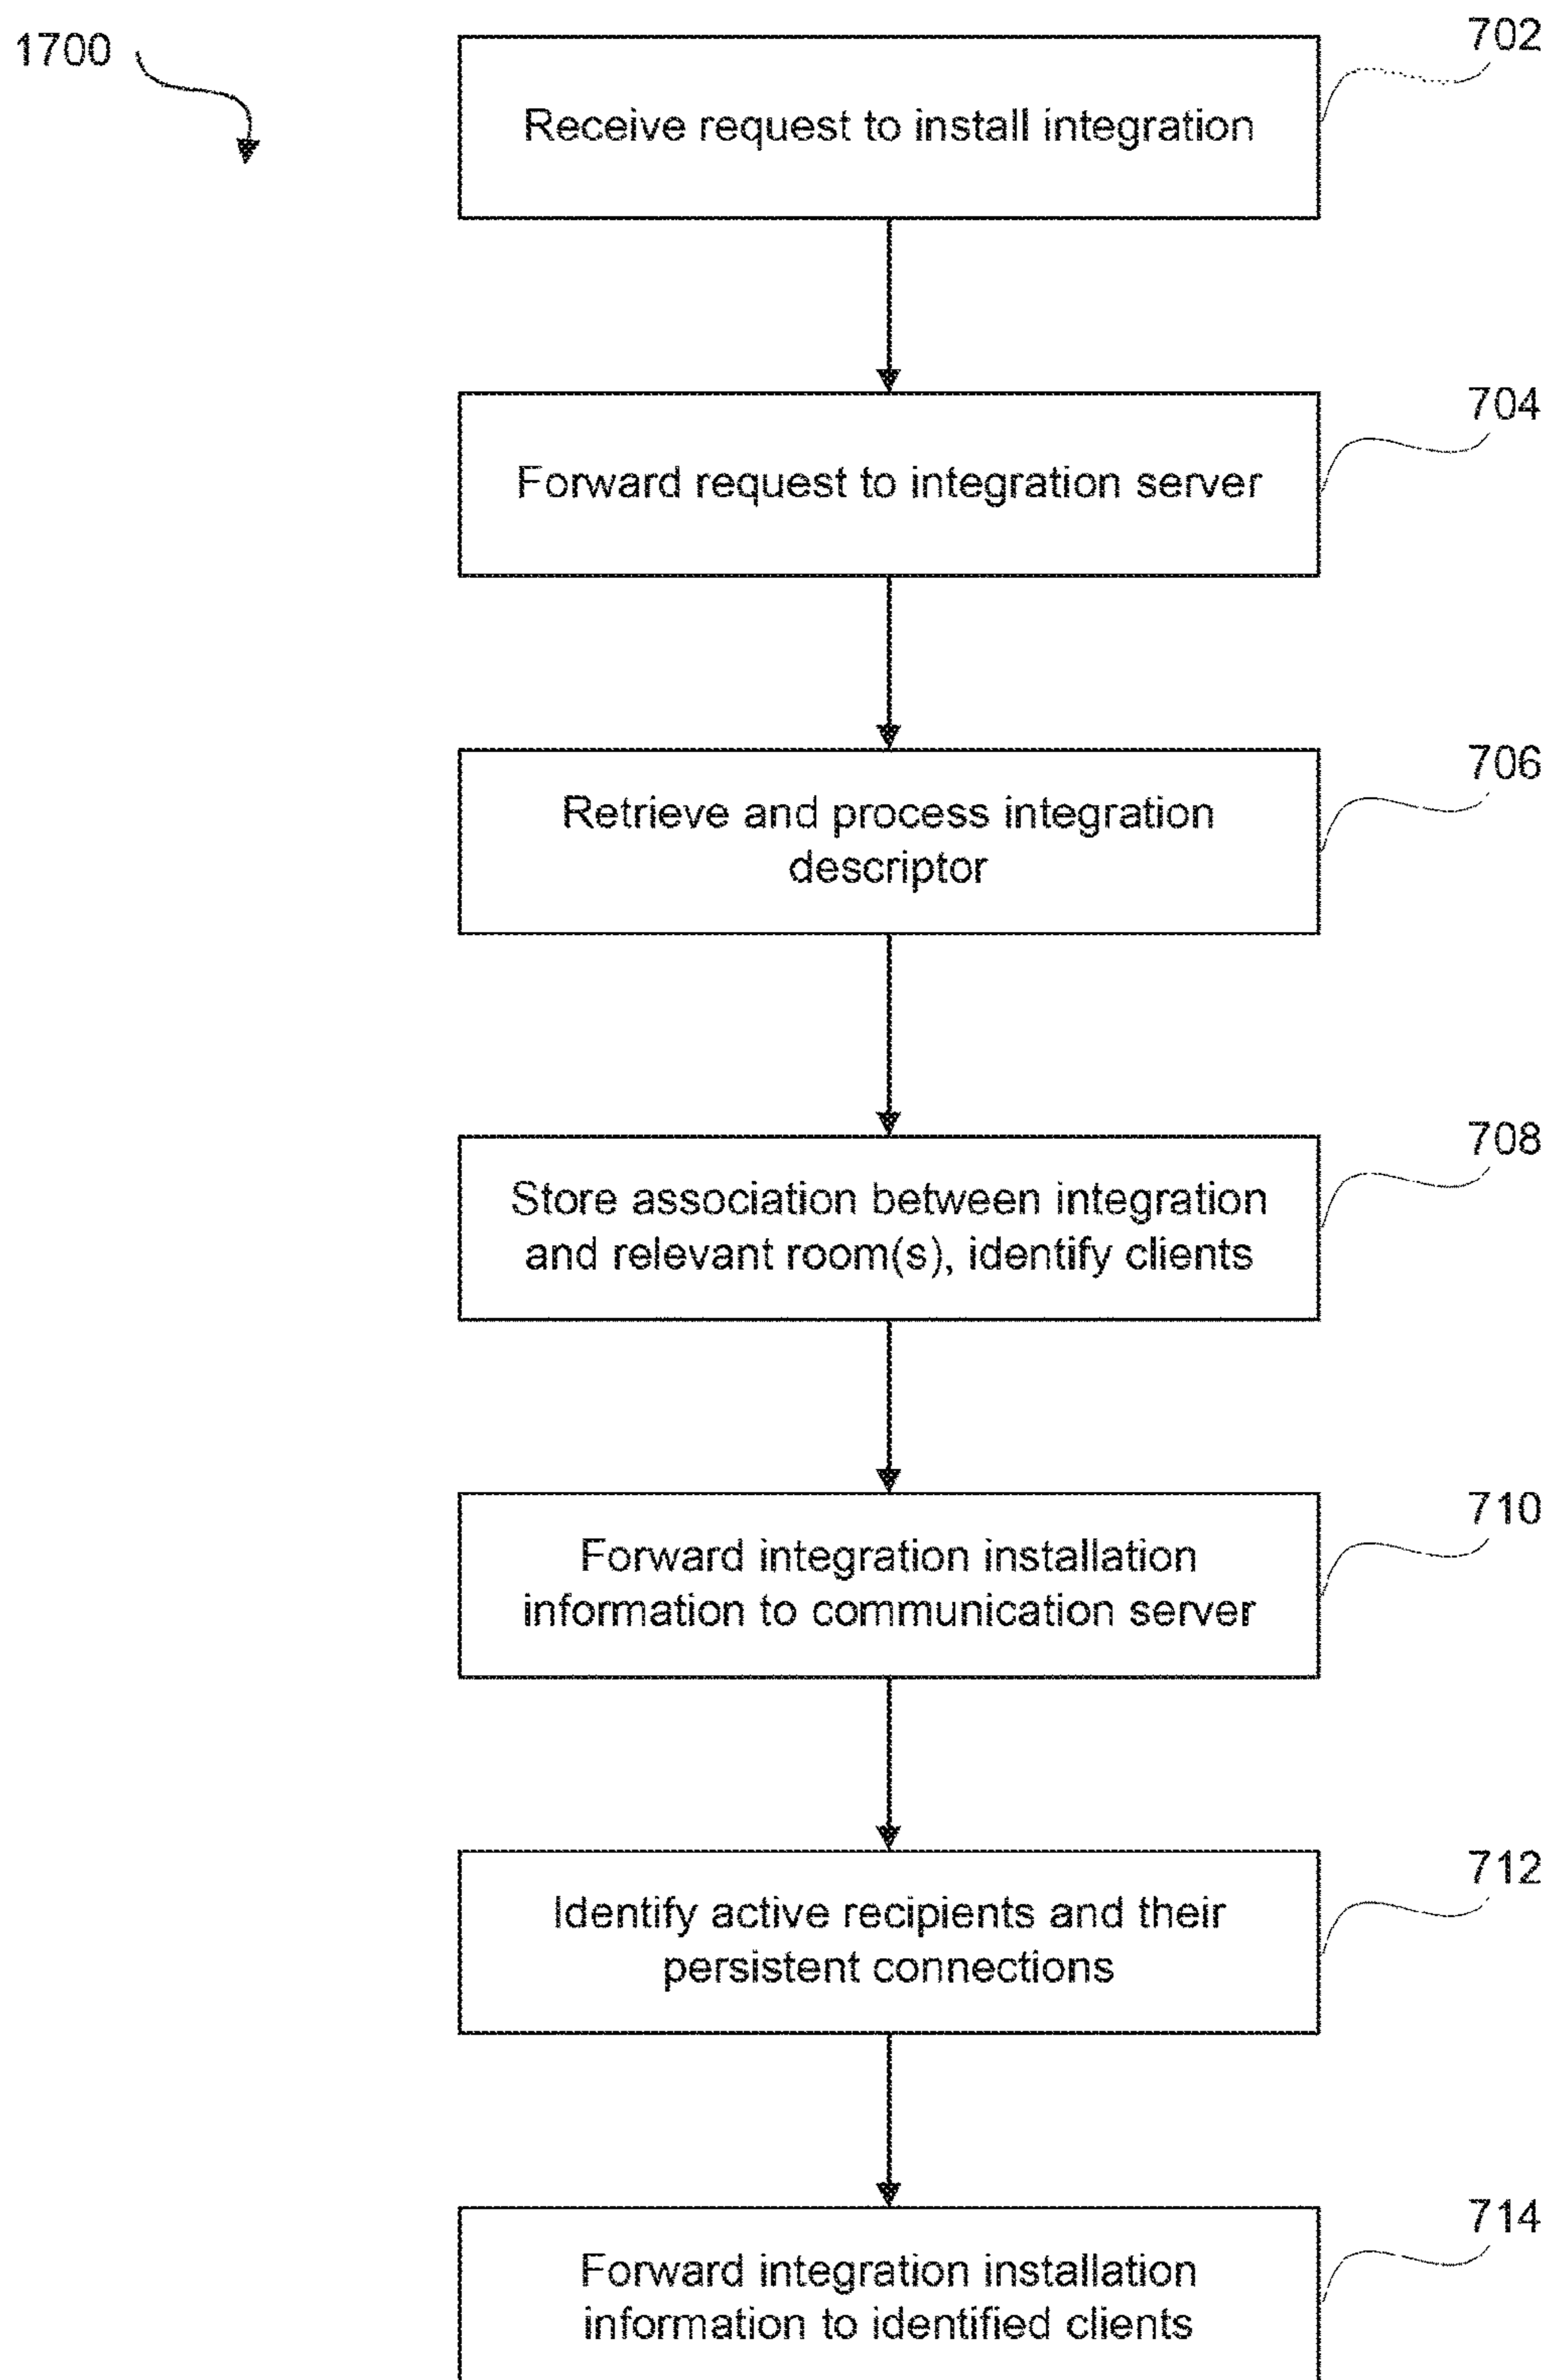 1700
702
Receive request to install integration
704
Forward request to integration server
706
Retrieve and process integration
descriptor
708
Store association between integration
and relevant room(s), identify clients
710
Forward integration installation
information to communication server
712
Identify active recipients and their
persistent connections
714
Forward integration installation
information to identified clients